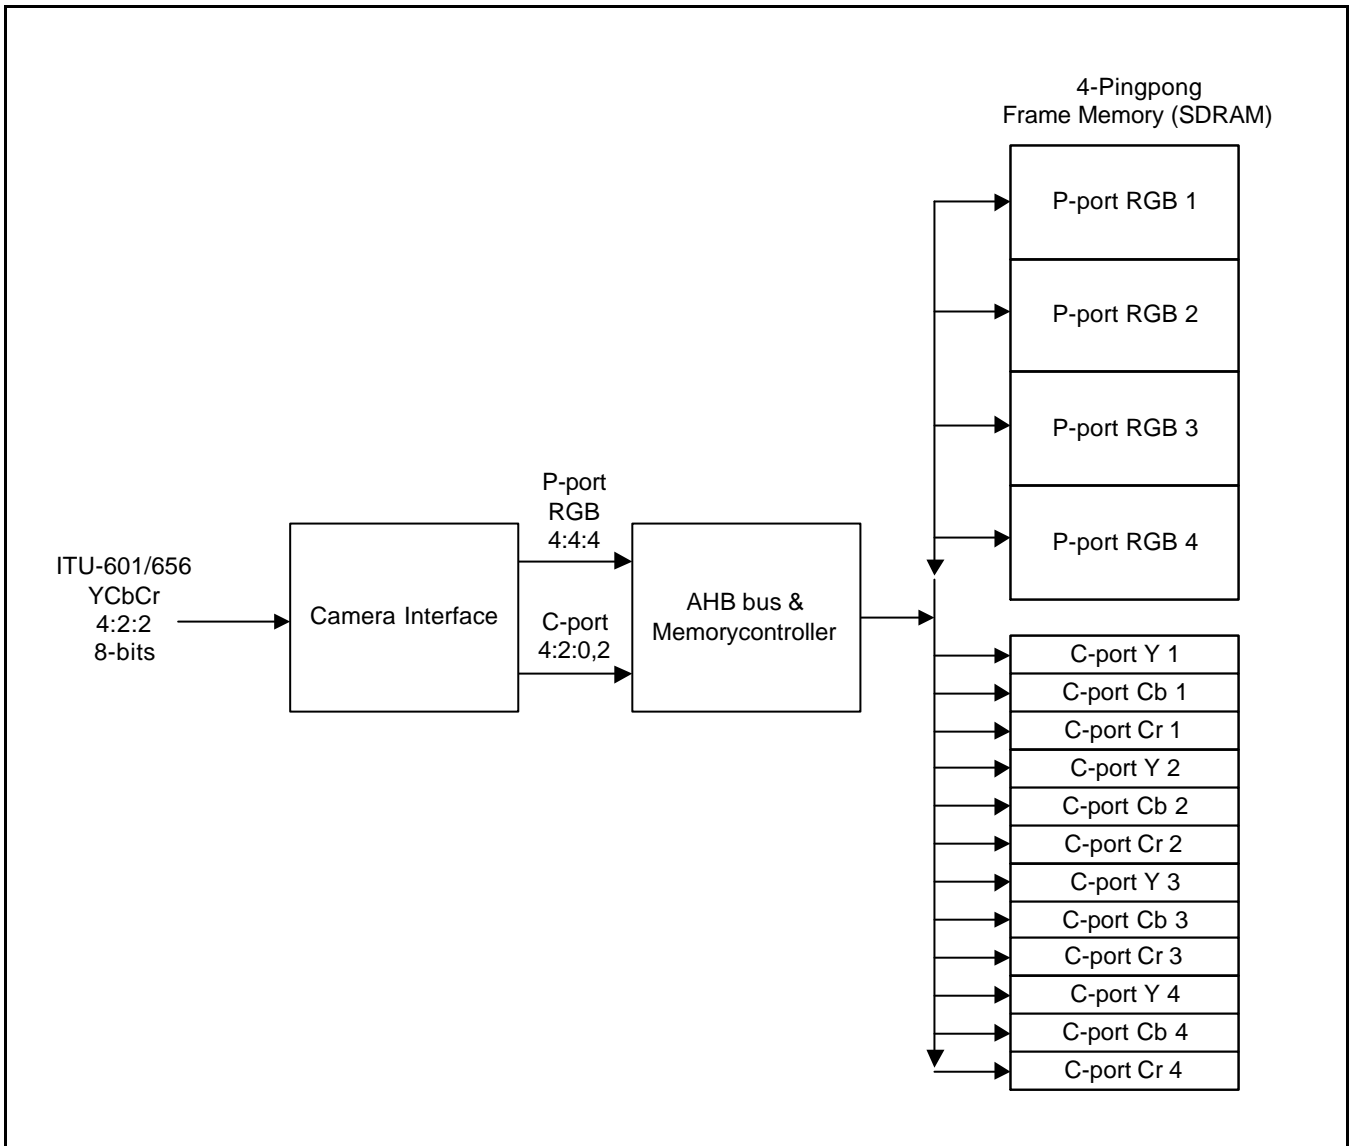 4-Pingpong
Frame Memory (SDRAM)
P-port RGB 1
P-port RGB 2
P-port RGB 3
P-port RGB 4
P-port
RGB
4:4:4
ITU-601/656
YCbCr
4:2:2
8-bits
Camera Interface
C-port
4:2:0,2
AHB bus &
Memorycontroller
C-port Y 1
C-port Cb 1
C-port Cr 1
C-port Y 2
C-port Cb 2
C-port Cr 2
C-port Y 3
C-port Cb 3
C-port Cr 3
C-port Y 4
C-port Cb 4
C-port Cr 4